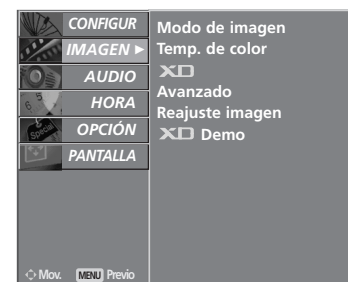 CONFIGUR
IMAGEN ►
AUDIO
HORA
OPCIÓN
PANTALLA
Mov. MENU Previo
Modo de imagen
Temp. de color
XD
Avanzado
Reajuste imagen
XD Demo
Special